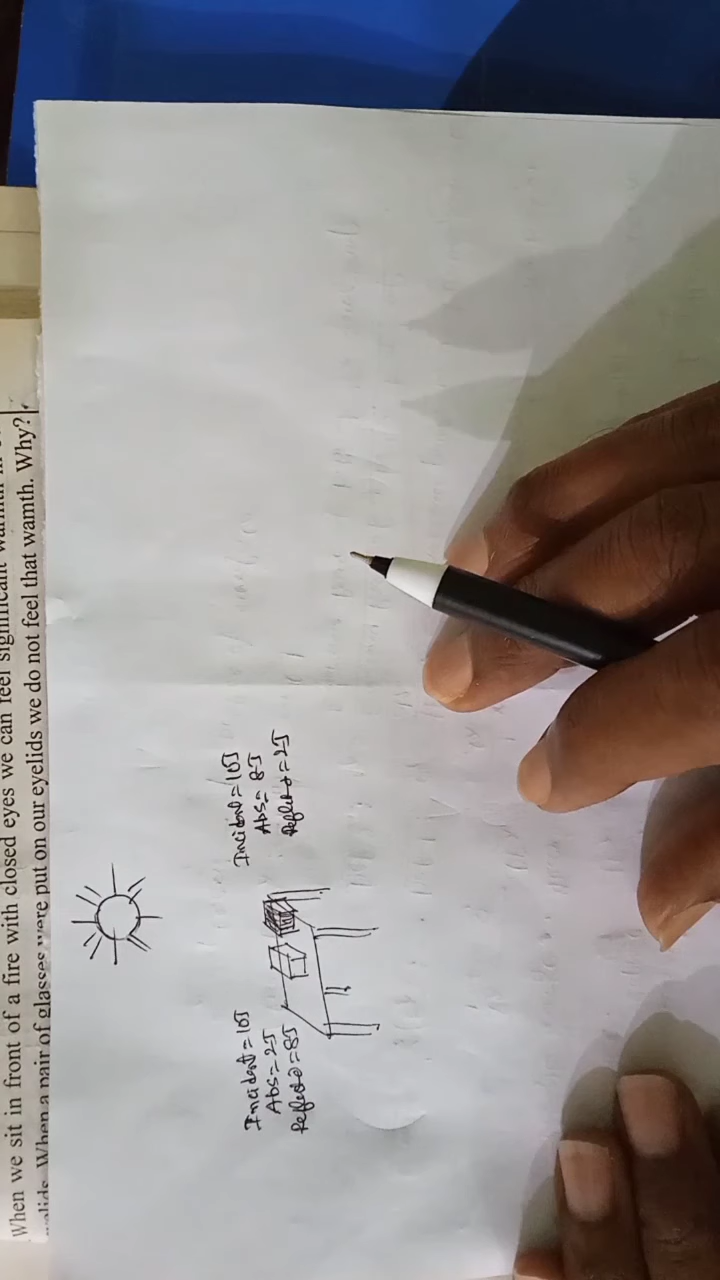 When we sit in front of a fire with closed eyes we can feel significant
When a pair of glasses were put on our eyelids we do not feel that wamth. Why?
Incident = 10J
Abs = 2J
Reflected = 8J
Incident = 10J
Abs = 8J
Reflected = 2J